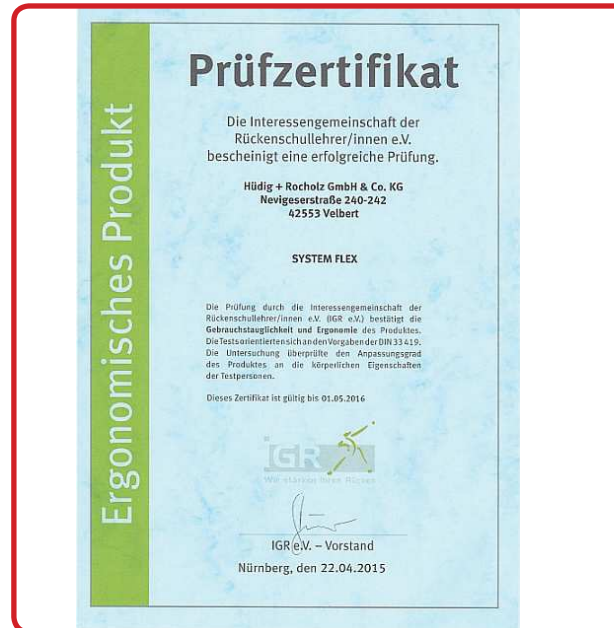 Ergonomisches Produkt
Prüfzertifikat
Die Interessengemeinschaft der
Rückenschullehrer/innen e.V.
bescheinigt eine erfolgreiche Prüfung.
Hüdig + Rocholz GmbH & Co. KG
Nevigeserstraße 240-242
42553 Velbert
SYSTEM FLEX
Die Prüfung durch die Interessengemeinschaft der
Rückenschullehrer/innen e.V. (IGR e.V.) bestätigt die
Gebrauchstauglichkeit und Ergonomie des Produktes.
Die Tests orientierten sich an den Vorgaben der DIN 33 419.
Die Untersuchung überprüfte den Anpassungsgrad
des Produktes an die körperlichen Eigenschaften
der Testpersonen.
Dieses Zertifikat ist gültig bis 01.05.2016
IGR
Wir stärken Ihren Rücken
IGR e.V. – Vorstand
Nürnberg, den 22.04.2015